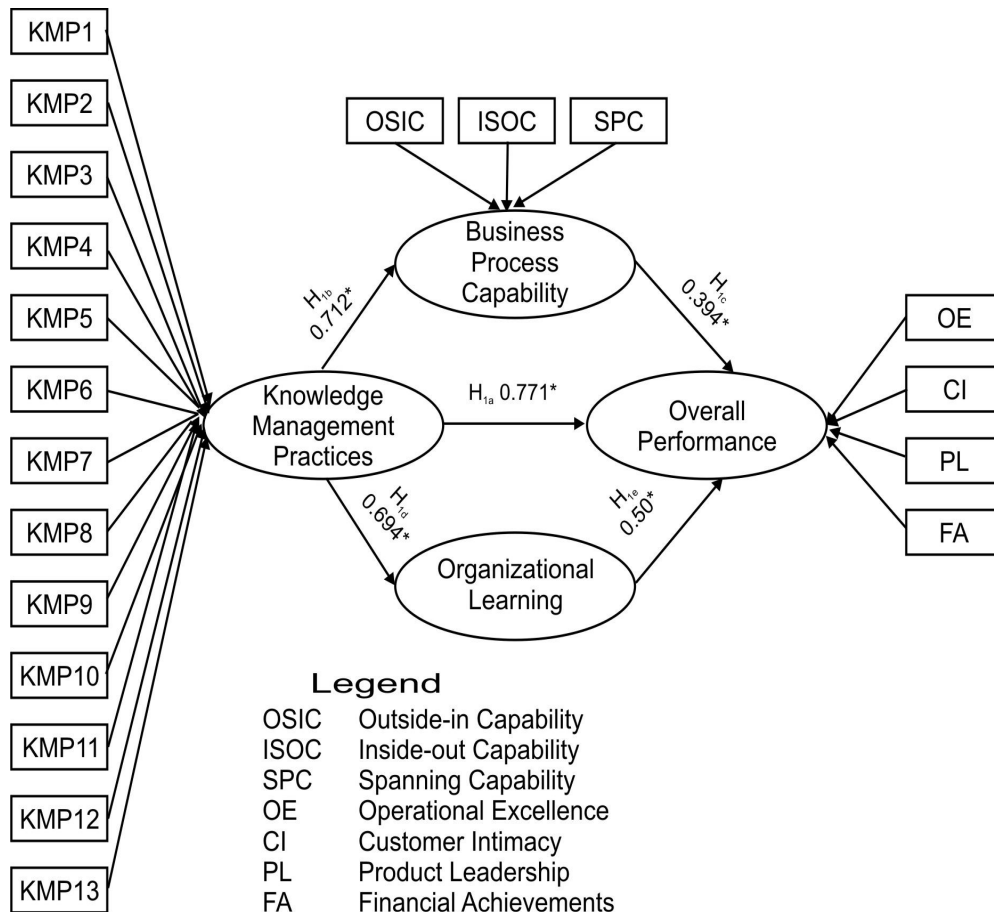 KMP1
KMP2
KMP3
KMP4
KMP5
KMP6
KMP7
KMP8
KMP9
KMP10
KMP11
KMP12
KMP13
OSIC
ISOC
SPC
Business
Process
Capability
H1b
0.712*
H1c
0.394*
Knowledge
Management
Practices
H1a 0.771*
Overall
Performance
H1d
0.694*
H1e
0.50*
Organizational
Learning
OE
CI
PL
FA
Legend
OSIC Outside-in Capability
ISOC Inside-out Capability
SPC Spanning Capability
OE Operational Excellence
CI Customer Intimacy
PL Product Leadership
FA Financial Achievements